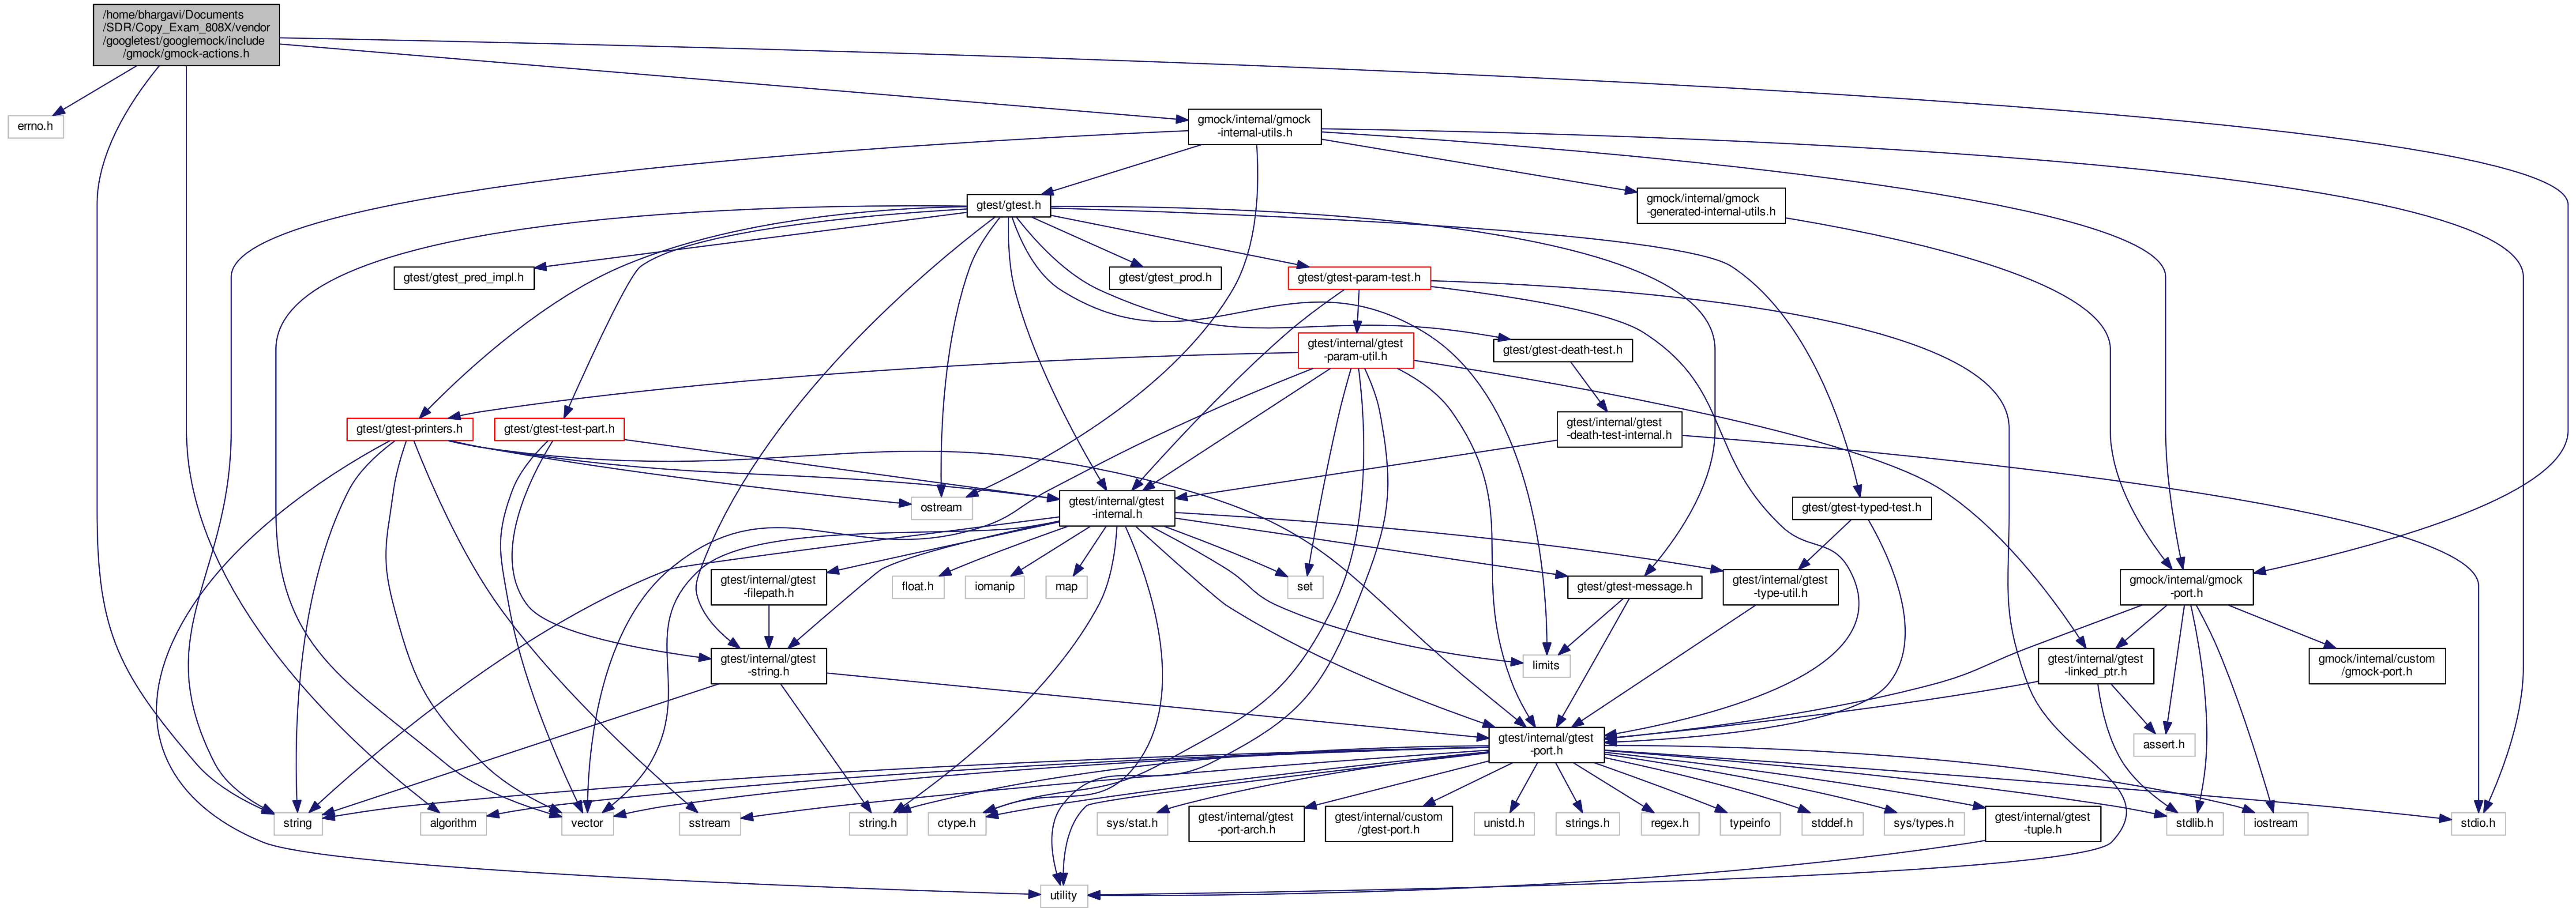 /home/bhargavi/Documents
/SDR/Copy_Exam_808X/vendor
/googletest/googlemock/include
/gmock/gmock-actions.h
errno.h
gmock/internal/gmock
-internal-utils.h
gtest/gtest.h
gmock/internal/gmock
-generated-internal-utils.h
gtest/gtest_pred_impl.h
gtest/gtest_prod.h
gtest/gtest-param-test.h
gtest/internal/gtest
-param-util.h
gtest/gtest-death-test.h
gtest/gtest-printers.h
gtest/gtest-test-part.h
gtest/internal/gtest
-death-test-internal.h
ostream
gtest/internal/gtest
-internal.h
gtest/gtest-typed-test.h
gtest/internal/gtest
-filepath.h
float.h
iomanip
map
set
gtest/gtest-message.h
gtest/internal/gtest
-type-util.h
gmock/internal/gmock
-port.h
gtest/internal/gtest
-string.h
limits
gtest/internal/gtest
-linked_ptr.h
gmock/internal/custom
/gmock-port.h
gtest/internal/gtest
-port.h
assert.h
string
algorithm
vector
sstream
string.h
ctype.h
sys/stat.h
gtest/internal/gtest
-port-arch.h
gtest/internal/custom
/gtest-port.h
unistd.h
strings.h
regex.h
typeinfo
stddef.h
sys/types.h
gtest/internal/gtest
-tuple.h
stdlib.h
iostream
stdio.h
utility